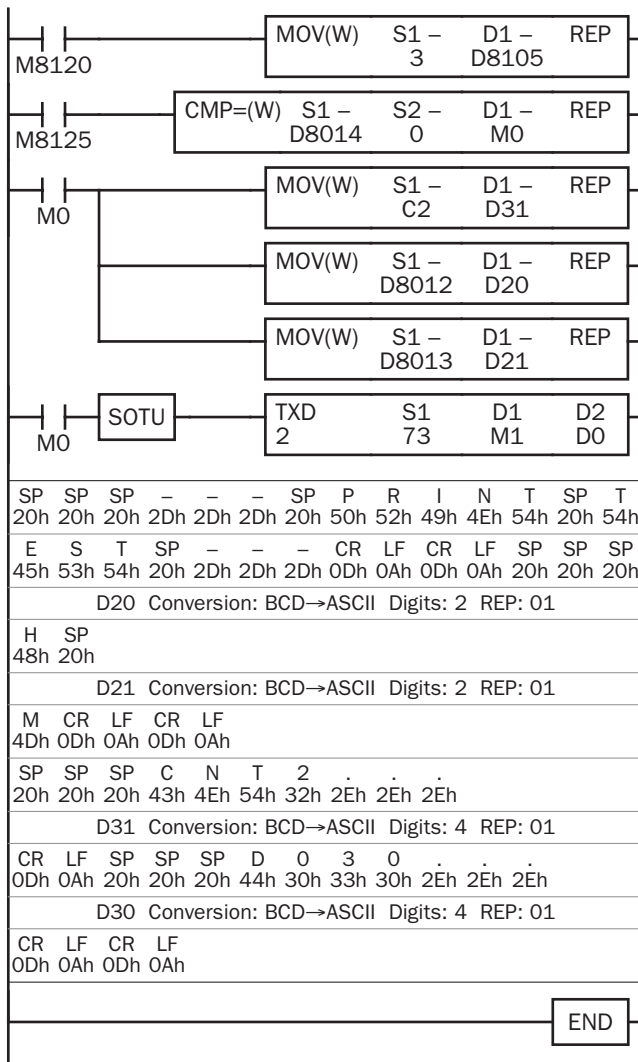 MOV(W) S1 – D1 – REP
M8120 3 D8105
CMP=(W) S1 – S2 – D1 – REP
M8125 D8014 0 M0
MOV(W) S1 – D1 – REP
M0 C2 D31
MOV(W) S1 – D1 – REP
D8012 D20
MOV(W) S1 – D1 – REP
D8013 D21
SOTU TXD S1 D1 D2
M0 2 73 M1 D0
SP SP SP – – – SP P R I N T SP T
20h 20h 20h 2Dh 2Dh 2Dh 20h 50h 52h 49h 4Eh 54h 20h 54h
E S T SP – – – CR LF CR LF SP SP SP
45h 53h 54h 20h 2Dh 2Dh 2Dh 0Dh 0Ah 0Dh 0Ah 20h 20h 20h
D20 Conversion: BCD→ASCII Digits: 2 REP: 01
H SP
48h 20h
D21 Conversion: BCD→ASCII Digits: 2 REP: 01
M CR LF CR LF
4Dh 0Dh 0Ah 0Dh 0Ah
SP SP SP C N T 2 . . .
20h 20h 20h 43h 4Eh 54h 32h 2Eh 2Eh 2Eh
D31 Conversion: BCD→ASCII Digits: 4 REP: 01
CR LF SP SP SP D 0 3 0 . . .
0Dh 0Ah 20h 20h 20h 44h 30h 33h 30h 2Eh 2Eh 2Eh
D30 Conversion: BCD→ASCII Digits: 4 REP: 01
CR LF CR LF
0Dh 0Ah 0Dh 0Ah
END